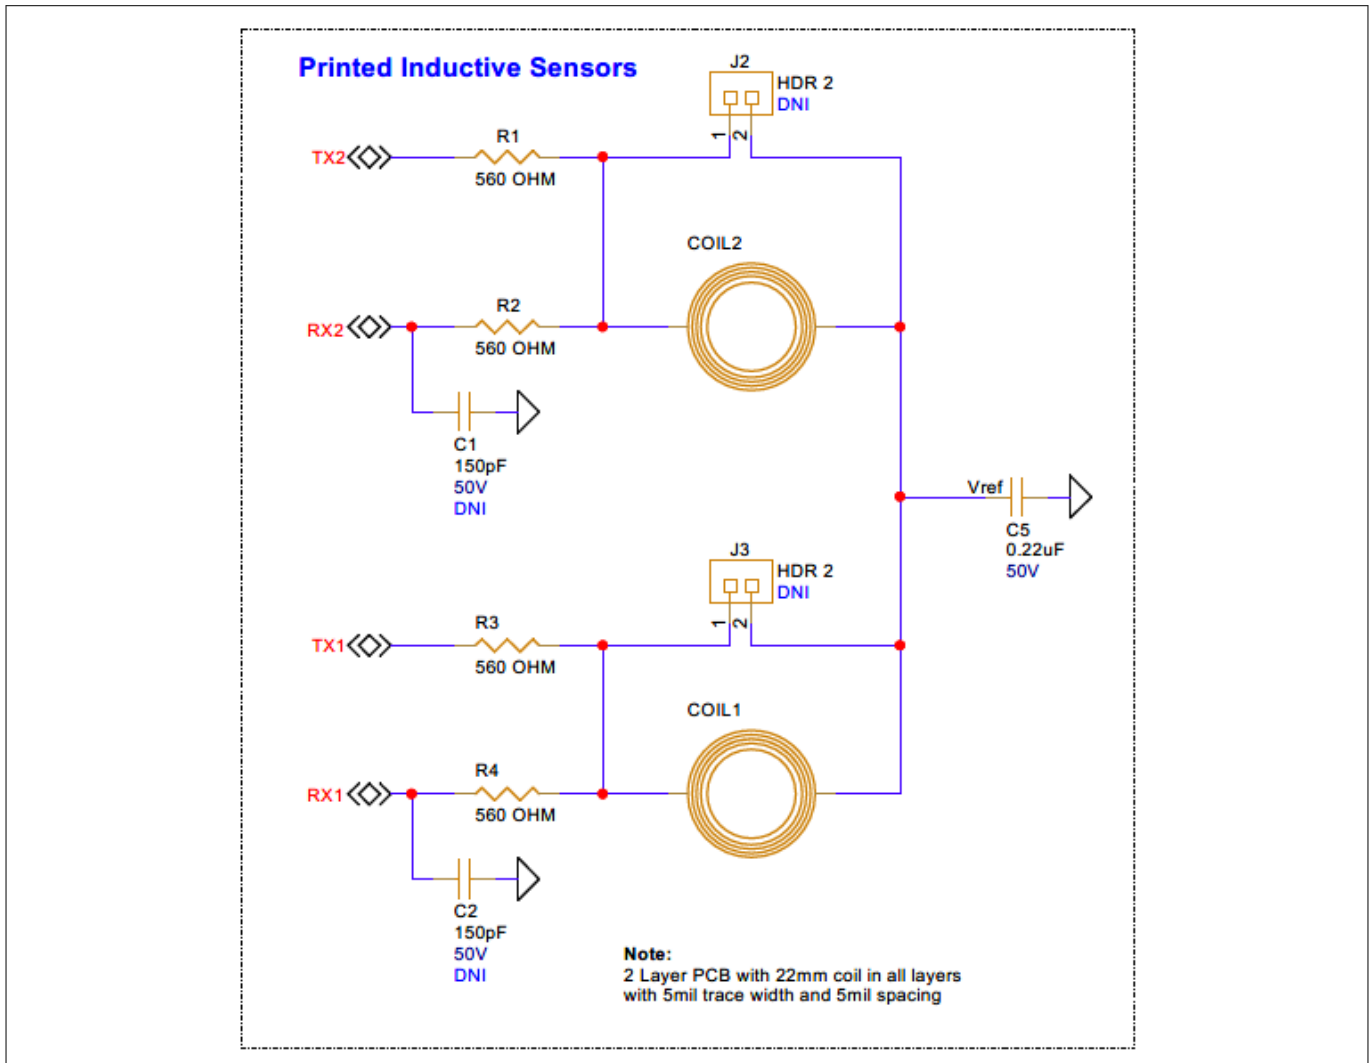 Printed Inductive Sensors
J2
HDR 2
DNI
1
2
TX2
R1
560 OHM
COIL2
RX2
R2
560 OHM
C1
150pF
50V
DNI
Vref
C5
0.22uF
50V
J3
HDR 2
DNI
1
2
TX1
R3
560 OHM
COIL1
RX1
R4
560 OHM
C2
150pF
50V
DNI
Note:
2 Layer PCB with 22mm coil in all layers
with 5mil trace width and 5mil spacing